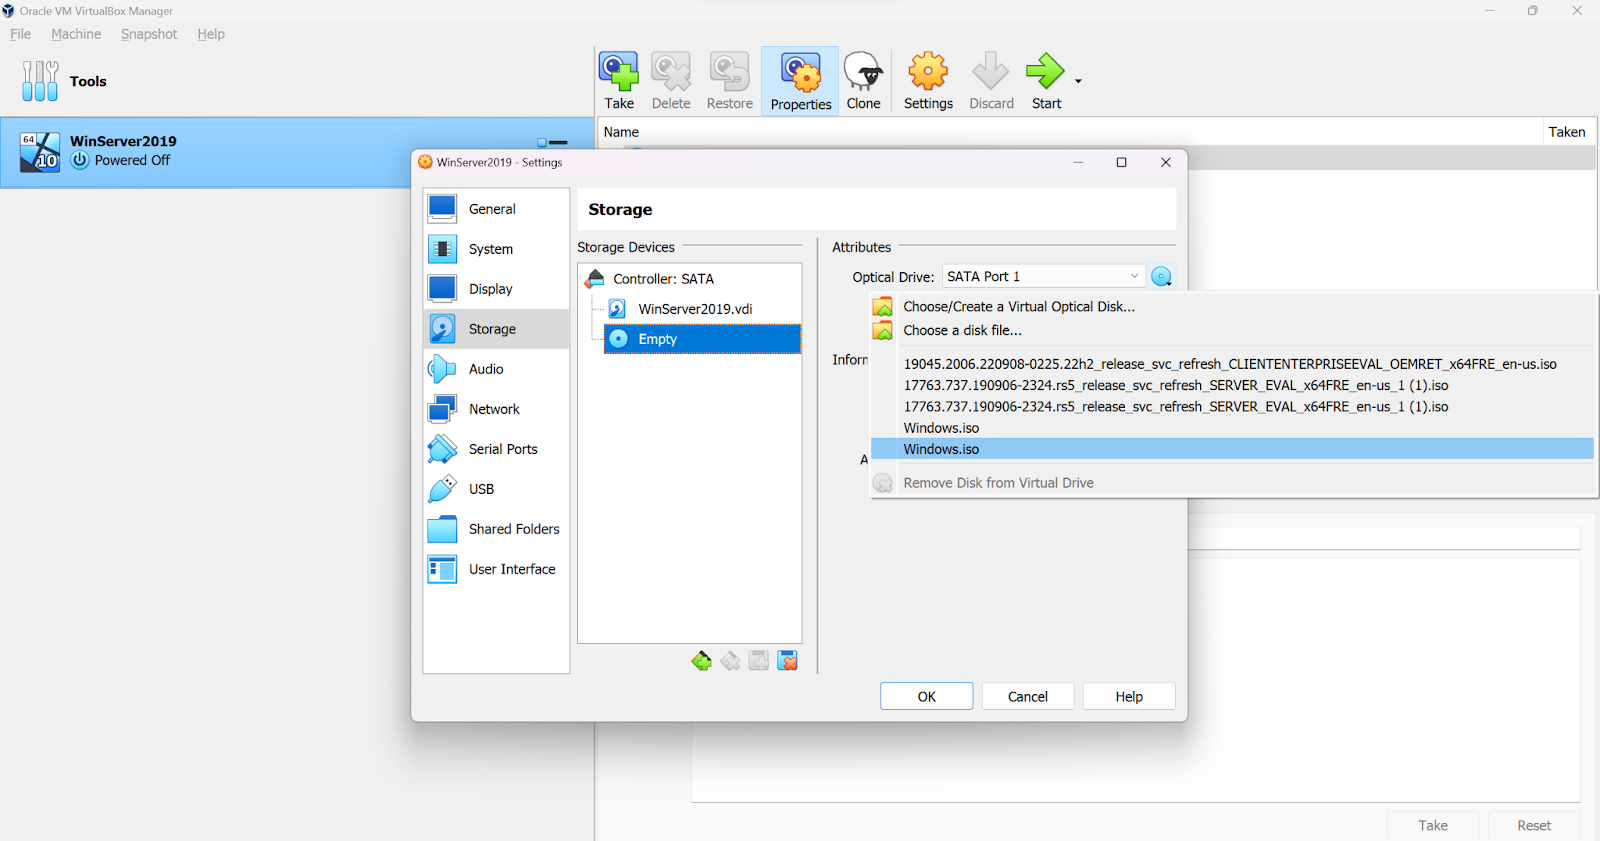 Oracle VM VirtualBox Manager
File Machine Snapshot Help
Tools
Take Delete Restore Properties Clone Settings Discard Start
64
10
WinServer2019
Powered Off
Name Taken
WinServer2019 - Settings
General
System
Display
Storage
Audio
Network
Serial Ports
USB
Shared Folders
User Interface
Storage
Storage Devices
Controller: SATA
WinServer2019.vdi
Empty
Attributes
Optical Drive: SATA Port 1
Inforn
A
Choose/Create a Virtual Optical Disk...
Choose a disk file...
19045.2006.220908-0225.22h2_release_svc_refresh_CLIENTENTERPRISEEVAL_OEMRET_x64FRE_en-us.iso
17763.737.190906-2324.rs5_release_svc_refresh_SERVER_EVAL_x64FRE_en-us_1 (1).iso
17763.737.190906-2324.rs5_release_svc_refresh_SERVER_EVAL_x64FRE_en-us_1 (1).iso
Windows.iso
Windows.iso
Remove Disk from Virtual Drive
OK Cancel Help
Take Reset